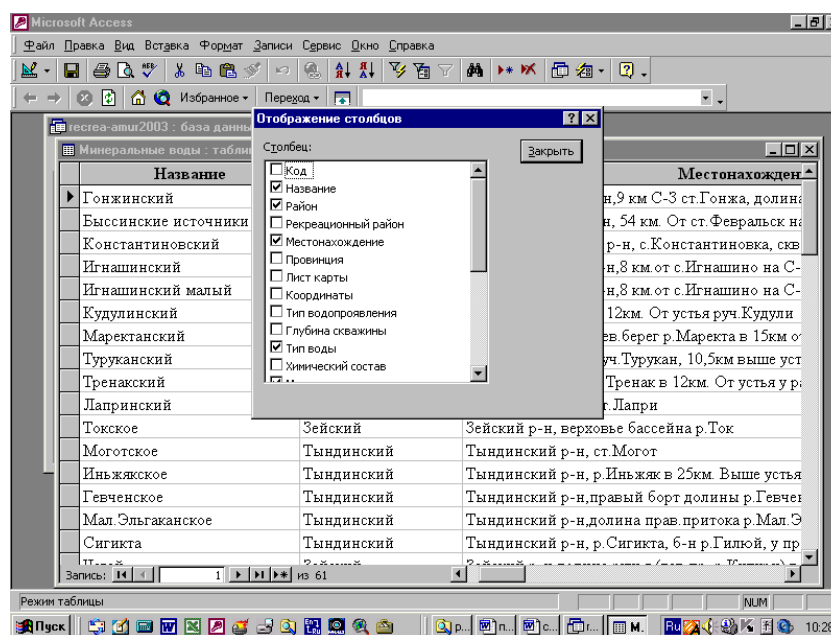 Microsoft Access
Файл Правка Вид Вставка Формат Записи Сервис Окно Справка
Избранное Переход
recrea-amur2003 : база данны
Отображение столбцов
Минеральные воды : табли
Столбец:
Закрыть
Код
Название
Район
Рекреационный район
Местонахождение
Провинция
Лист карты
Координаты
Тип водопроявления
Глубина скважины
Тип воды
Химический состав
Название Местонахожден
Гонжинский н,9 км С-З ст.Гонжа, долина
Быссинские источники н, 54 км. От ст.Февральск на
Константиновский р-н, с.Константиновка, скв
Игнашинский н,8 км.от с.Игнашино на С-
Игнашинский малый н,8 км.от с.Игнашино на С-
Кудулинский 12км. От устья руч.Кудули
Маректанский ев.берег р.Маректа в 15км о
Туруканский уч.Турукан, 10,5км выше уст
Тренакский Тренак в 12км. От устья у р
Лапринский г.Лапри
Токское Зейский Зейский р-н, верховье бассейна р.Ток
Моготское Тындинский Тындинский р-н, ст.Могот
Иньжякское Тындинский Тындинский р-н, р.Иньжяк в 25км. Выше устья
Гевченское Тындинский Тындинский р-н,правый борт долины р.Гевче
Мал.Эльгаканское Тындинский Тындинский р-н,долина прав.притока р.Мал.Э
Сигикта Тындинский Тындинский р-н, р.Сигикта, 6-н р.Гилюй, у пр
Запись: 1 из 61
Режим таблицы NUM
Пуск р... п... с... г... М. Ru 10:28